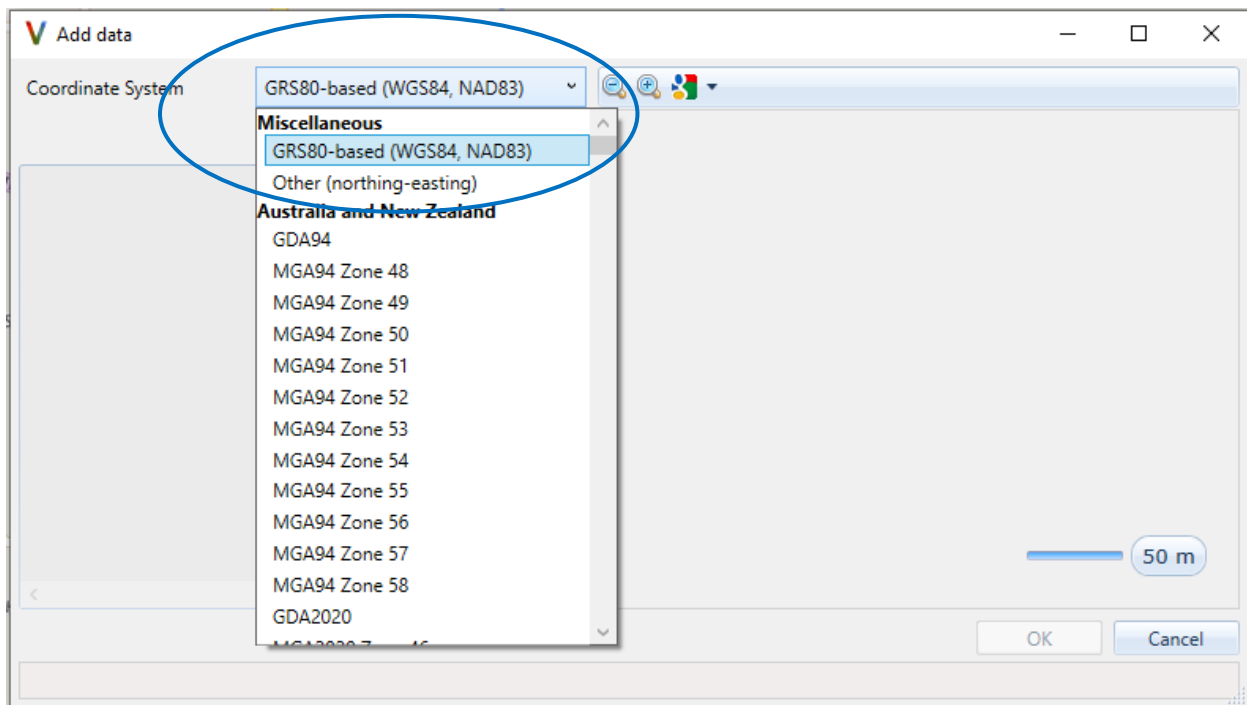 Add data
Coordinate System
GRS80-based (WGS84, NAD83)
Miscellaneous
GRS80-based (WGS84, NAD83)
Other (northing-easting)
Australia and New Zealand
GDA94
MGA94 Zone 48
MGA94 Zone 49
MGA94 Zone 50
MGA94 Zone 51
MGA94 Zone 52
MGA94 Zone 53
MGA94 Zone 54
MGA94 Zone 55
MGA94 Zone 56
MGA94 Zone 57
MGA94 Zone 58
GDA2020
MGA2020 Zone 46
50 m
OK
Cancel